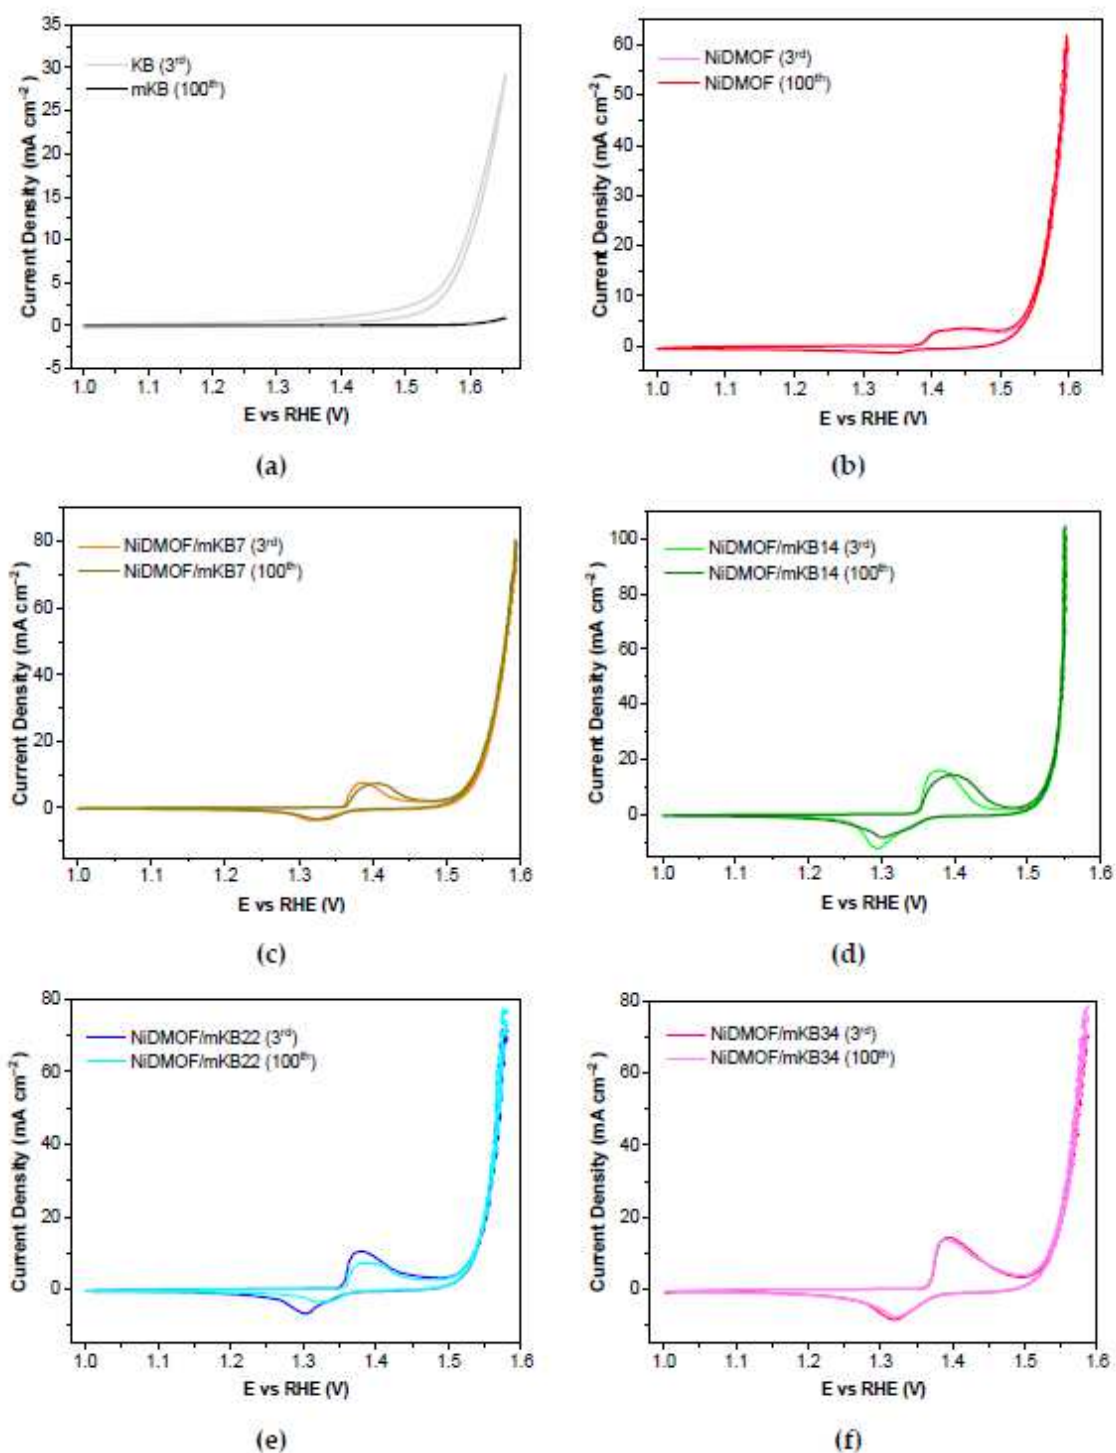 35
30
25
20
15
10
5
0
-5
Current Density (mA cm⁻²)
KB (3rd)
mKB (100th)
1.0 1.1 1.2 1.3 1.4 1.5 1.6
E vs RHE (V)
(a)
60
50
40
30
20
10
0
Current Density (mA cm⁻²)
NiDMOF (3rd)
NiDMOF (100th)
1.0 1.1 1.2 1.3 1.4 1.5 1.6
E vs RHE (V)
(b)
80
60
40
20
0
Current Density (mA cm⁻²)
NiDMOF/mKB7 (3rd)
NiDMOF/mKB7 (100th)
1.0 1.1 1.2 1.3 1.4 1.5 1.6
E vs RHE (V)
(c)
100
80
60
40
20
0
Current Density (mA cm⁻²)
NiDMOF/mKB14 (3rd)
NiDMOF/mKB14 (100th)
1.0 1.1 1.2 1.3 1.4 1.5 1.6
E vs RHE (V)
(d)
80
60
40
20
0
Current Density (mA cm⁻²)
NiDMOF/mKB22 (3rd)
NiDMOF/mKB22 (100th)
1.0 1.1 1.2 1.3 1.4 1.5 1.6
E vs RHE (V)
(e)
80
60
40
20
0
Current Density (mA cm⁻²)
NiDMOF/mKB34 (3rd)
NiDMOF/mKB34 (100th)
1.0 1.1 1.2 1.3 1.4 1.5 1.6
E vs RHE (V)
(f)